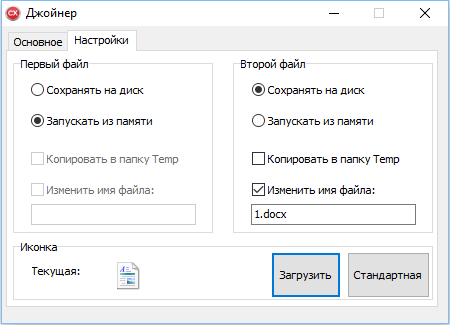 CX Джойнер
Основное Настройки
Первый файл
Сохранять на диск
Запускать из памяти
Копировать в папку Temp
Изменить имя файла:
Второй файл
Сохранять на диск
Запускать из памяти
Копировать в папку Temp
Изменить имя файла:
1.docx
Иконка
Текущая:
Загрузить
Стандартная